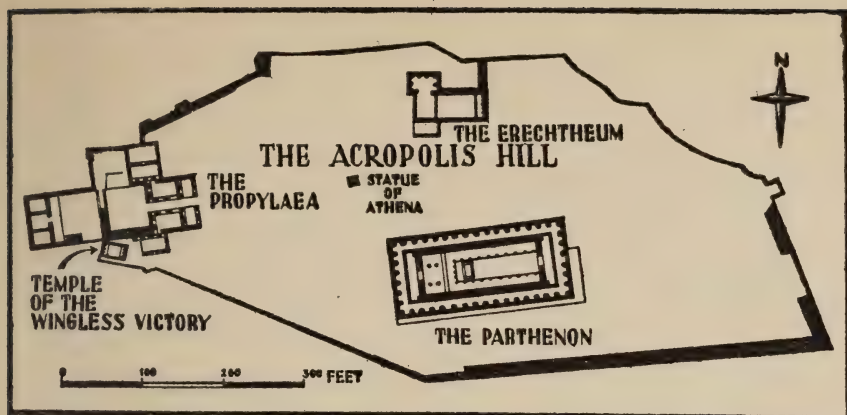 N
THE ERECHTHEUM
THE ACROPOLIS HILL
THE
PROPYLAEA
STATUE
OF
ATHENA
TEMPLE
OF THE
WINGLESS VICTORY
THE PARTHENON
0 100 200 300 FEET